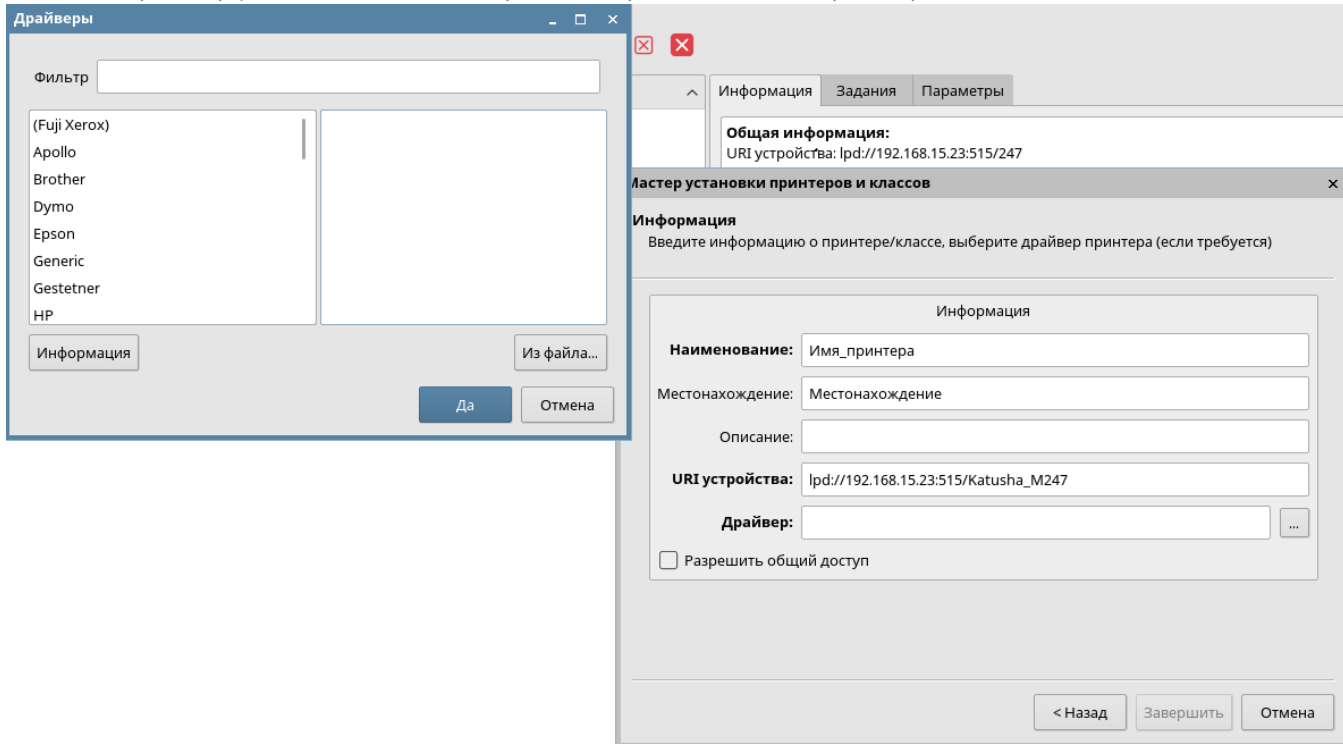 Драйверы
Фильтр
(Fuji Xerox)
Apollo
Brother
Dymo
Epson
Generic
Gestetner
HP
Информация
Из файла...
Да
Отмена
Информация
Задания
Параметры
Общая информация:
URI устройства: lpd://192.168.15.23:515/247
Мастер установки принтеров и классов
Информация
Введите информацию о принтере/классе, выберите драйвер принтера (если требуется)
Информация
Наименование: Имя_принтера
Местонахождение: Местонахождение
Описание:
URI устройства: lpd://192.168.15.23:515/Katusha_M247
Драйвер: ...
Разрешить общий доступ
< Назад
Завершить
Отмена